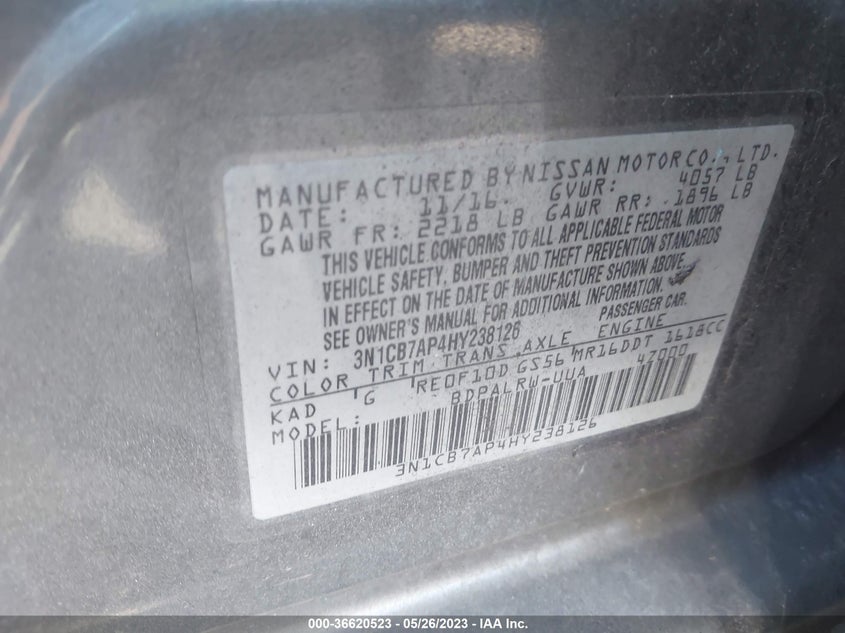 MANUFACTURED BY NISSAN MOTOR CO., LTD.
DATE: 11/16 GVWR: 4057 LB
GAWR FR: 2218 LB GAWR RR: 1896 LB
THIS VEHICLE CONFORMS TO ALL APPLICABLE FEDERAL MOTOR
VEHICLE SAFETY, BUMPER AND THEFT PREVENTION STANDARDS
IN EFFECT ON THE DATE OF MANUFACTURE SHOWN ABOVE.
SEE OWNER'S MANUAL FOR ADDITIONAL INFORMATION.
VIN: 3N1CB7AP4HY238126 PASSENGER CAR.
COLOR TRIM TRANS AXLE ENGINE
KAD G RE0F10D GS56 MR16DDT 1618CC
MODEL: BDPALRW-UUA 47000
3N1CB7AP4HY238126
000-36620523 - 05/26/2023 - IAA Inc.